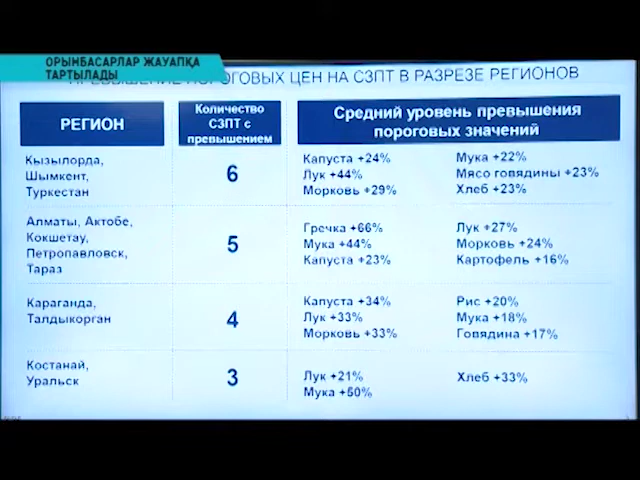 ОРЫНБАСАРЛАР ЖАУАПҚА
ТАРТЫЛАДЫ
ПОРОГОВЫХ ЦЕН НА СЗПТ В РАЗРЕЗЕ РЕГИОНОВ
РЕГИОН
Количество
СЗПТ с
превышением
Средний уровень превышения
пороговых значений
Кызылорда,
Шымкент,
Туркестан
6
Капуста +24%
Лук +44%
Морковь +29%
Мука +22%
Мясо говядины +23%
Хлеб +23%
Алматы, Актобе,
Кокшетау,
Петропавловск,
Тараз
5
Гречка +66%
Мука +44%
Капуста +23%
Лук +27%
Морковь +24%
Картофель +16%
Караганда,
Талдыкорган
4
Капуста +34%
Лук +33%
Морковь +33%
Рис +20%
Мука +18%
Говядина +17%
Костанай,
Уральск
3
Лук +21%
Мука +50%
Хлеб +33%